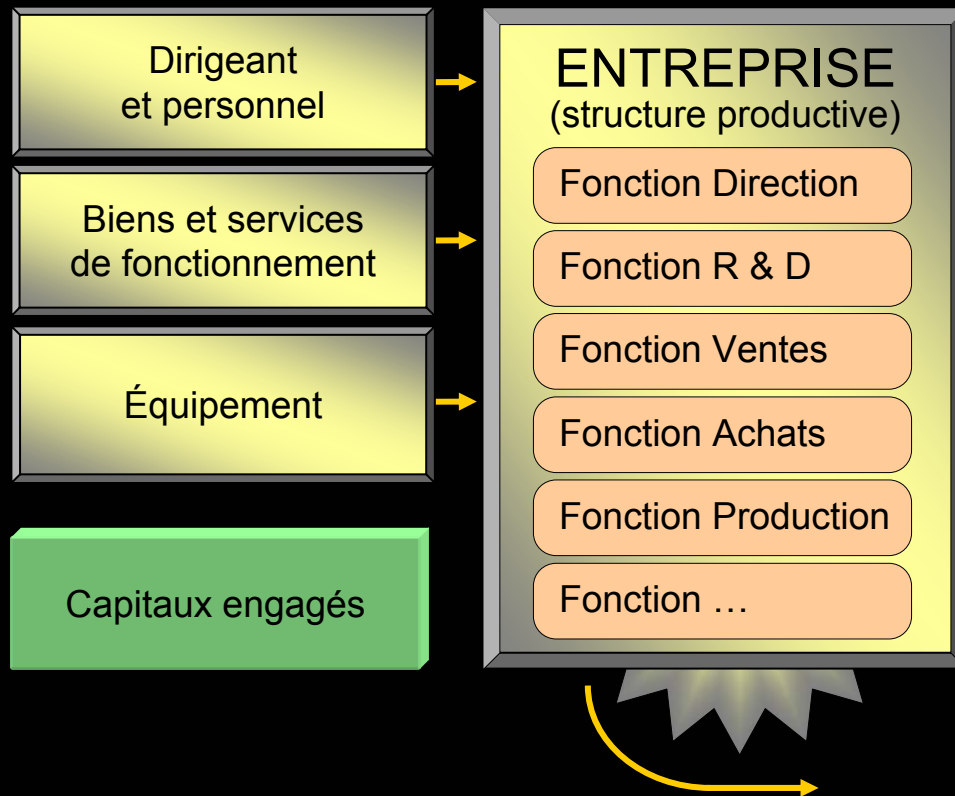 Dirigeant
et personnel
Biens et services
de fonctionnement
Équipement
Capitaux engagés
ENTREPRISE
(structure productive)
Fonction Direction
Fonction R & D
Fonction Ventes
Fonction Achats
Fonction Production
Fonction …